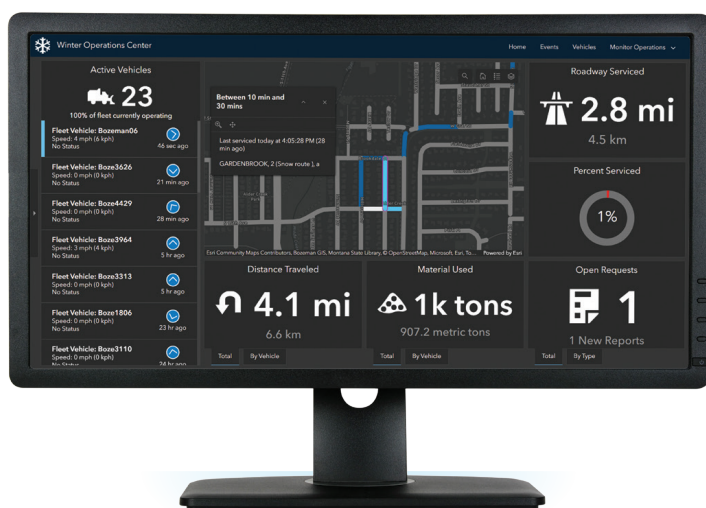 Winter Operations Center
Home
Events
Vehicles
Monitor Operations
Active Vehicles
23
100% of fleet currently operating
Fleet Vehicle: Bozeman06
Speed: 4 mph (6 kph)
No Status
46 sec ago
Fleet Vehicle: Boze3626
Speed: 0 mph (0 kph)
No Status
21 min ago
Fleet Vehicle: Boze4429
Speed: 0 mph (0 kph)
No Status
28 min ago
Fleet Vehicle: Boze3964
Speed: 3 mph (4 kph)
No Status
5 hr ago
Fleet Vehicle: Boze3313
Speed: 0 mph (0 kph)
No Status
5 hr ago
Fleet Vehicle: Boze1806
Speed: 0 mph (0 kph)
No Status
23 hr ago
Fleet Vehicle: Boze3110
Speed: 0 mph (0 kph)
No Status
24 hr ago
Between 10 min and
30 mins
Last serviced today at 4:05:28 PM (28
min ago)
GARDENBROOK, 2 (Snow route ), a
Esri Community Maps Contributors, Bozeman GIS, Montana State Library, © OpenStreetMap, Microsoft, Esri, To...
Powered by Esri
Roadway Serviced
2.8 mi
4.5 km
Percent Serviced
1%
Distance Traveled
4.1 mi
6.6 km
Total
By Vehicle
Material Used
1k tons
907.2 metric tons
Total
By Vehicle
Open Requests
1
1 New Reports
Total
By Type